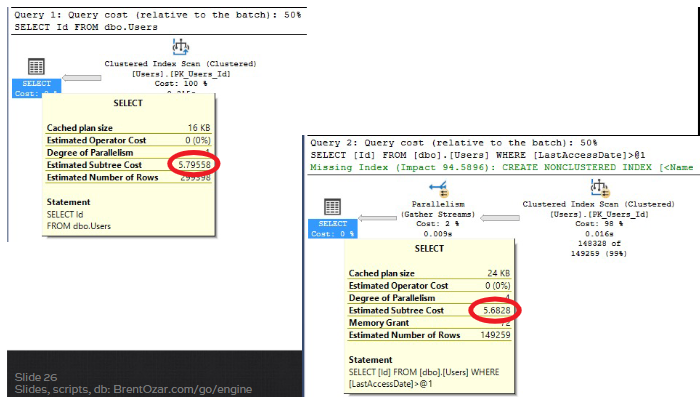 Query 1: Query cost (relative to the batch): 50%
SELECT Id FROM dbo.Users
Clustered Index Scan (Clustered)
[Users].[PK_Users_Id]
Cost: 100 %
SELECT
SELECT
Cached plan size 16 KB
Estimated Operator Cost 0 (0%)
Degree of Parallelism
Estimated Subtree Cost 5.79558
Estimated Number of Rows 299398
Statement
SELECT Id
FROM dbo.Users
Query 2: Query cost (relative to the batch): 50%
SELECT [Id] FROM [dbo].[Users] WHERE [LastAccessDate]>@1
Missing Index (Impact 94.5896): CREATE NONCLUSTERED INDEX [<Name
Parallelism
(Gather Streams)
Cost: 2 %
0.009s
Clustered Index Scan (Clustered)
[Users].[PK_Users_Id]
Cost: 98 %
0.016s
148328 of
149259 (99%)
SELECT
Cost: 0 %
SELECT
Cached plan size 24 KB
Estimated Operator Cost 0 (0%)
Degree of Parallelism
Estimated Subtree Cost 5.6828
Memory Grant
Estimated Number of Rows 149259
Statement
SELECT [Id] FROM [dbo].[Users] WHERE
[LastAccessDate]>@1
Slide 26
Slides, scripts, db: BrentOzar.com/go/engine